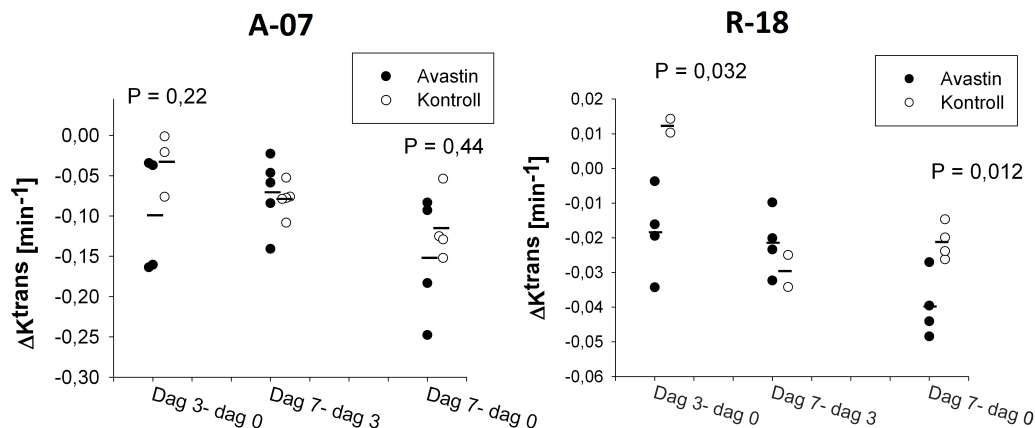 A-07
Avastin
Kontroll
P = 0,22
P = 0,44
ΔKtrans [min-1]
0,00
-0,05
-0,10
-0,15
-0,20
-0,25
-0,30
Dag 3- dag 0
Dag 7- dag 3
Dag 7- dag 0
R-18
Avastin
Kontroll
P = 0,032
P = 0,012
ΔKtrans [min-1]
0,02
0,01
0,00
-0,01
-0,02
-0,03
-0,04
-0,05
-0,06
Dag 3- dag 0
Dag 7- dag 3
Dag 7- dag 0